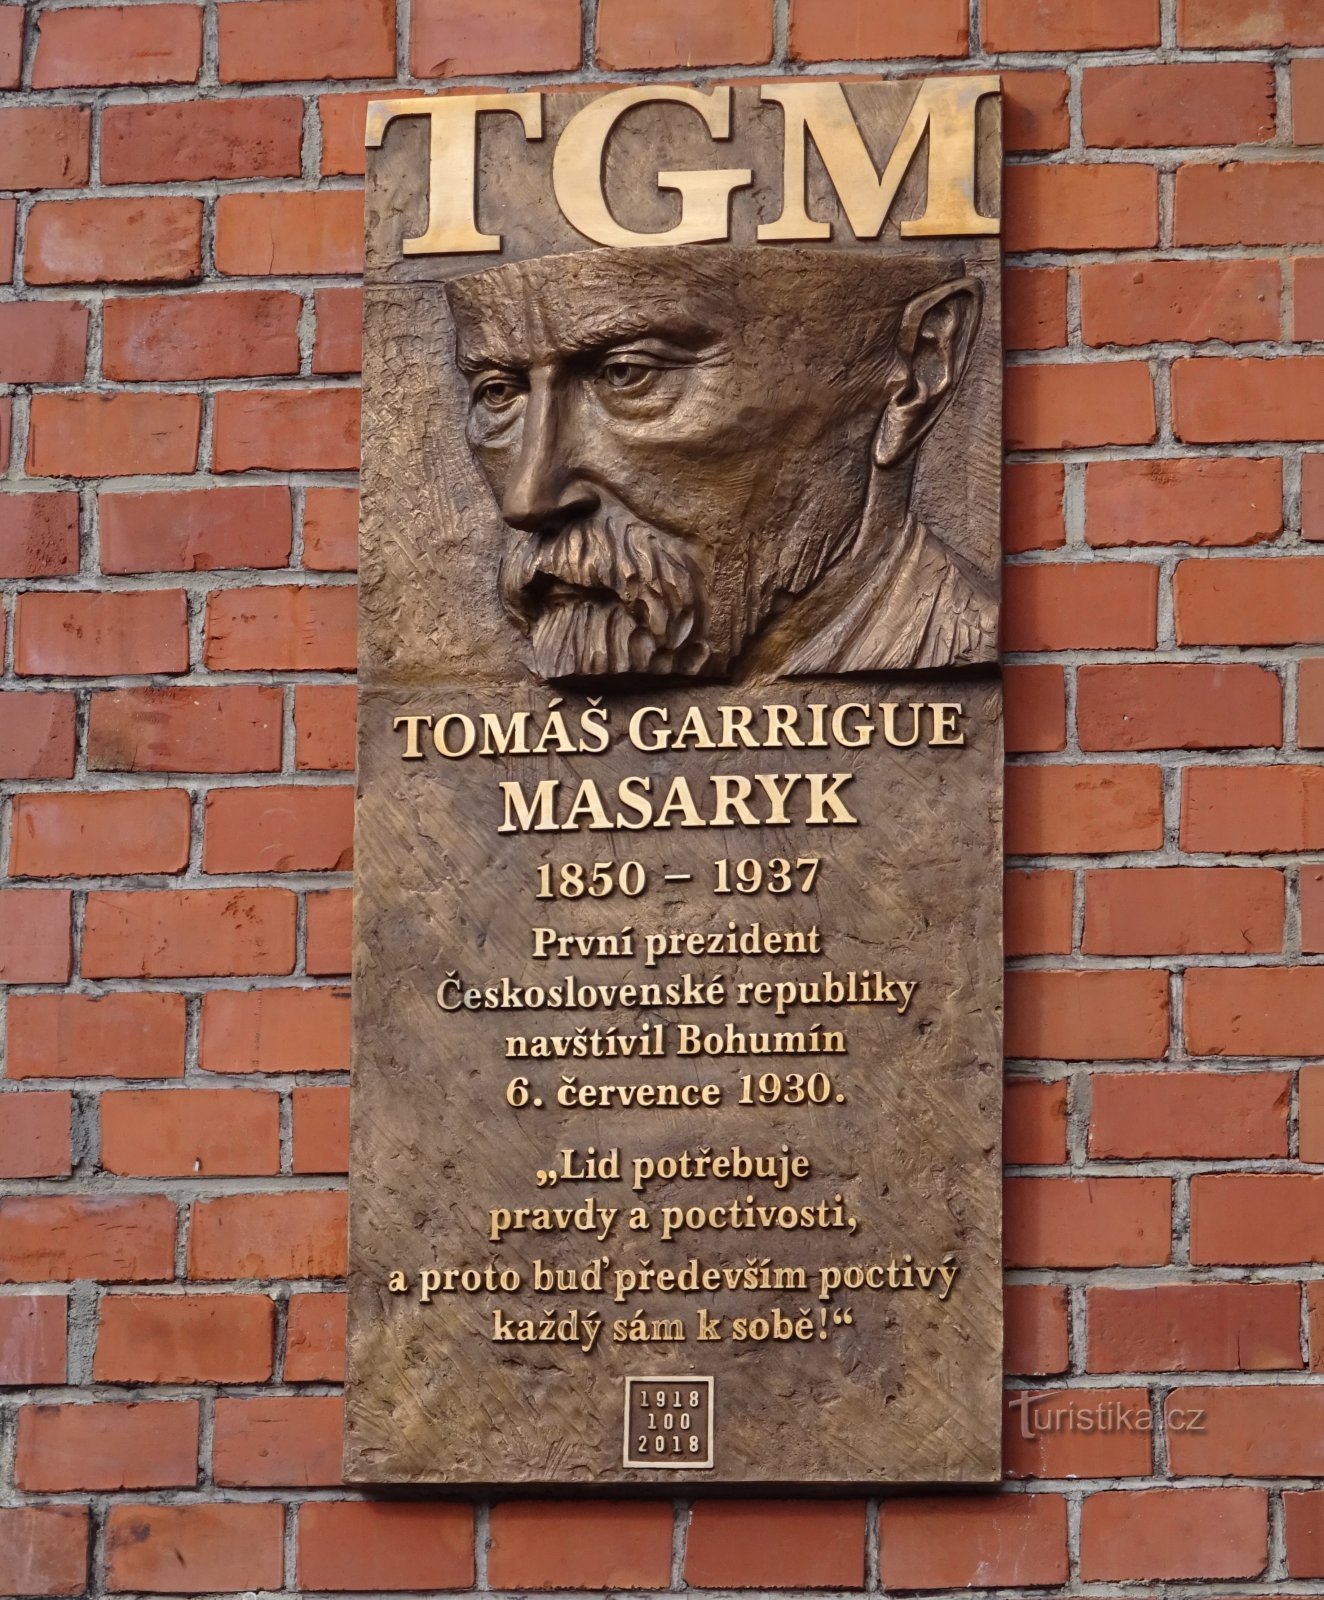 TGM
TOMÁŠ GARRIGUE
MASARYK
1850 – 1937
První prezident
Československé republiky
navštívil Bohumín
6. července 1930.
„Lid potřebuje
pravdy a poctivosti,
a proto buď především poctivý
každý sám k sobě!“
1918
100
2018
Turistika.cz